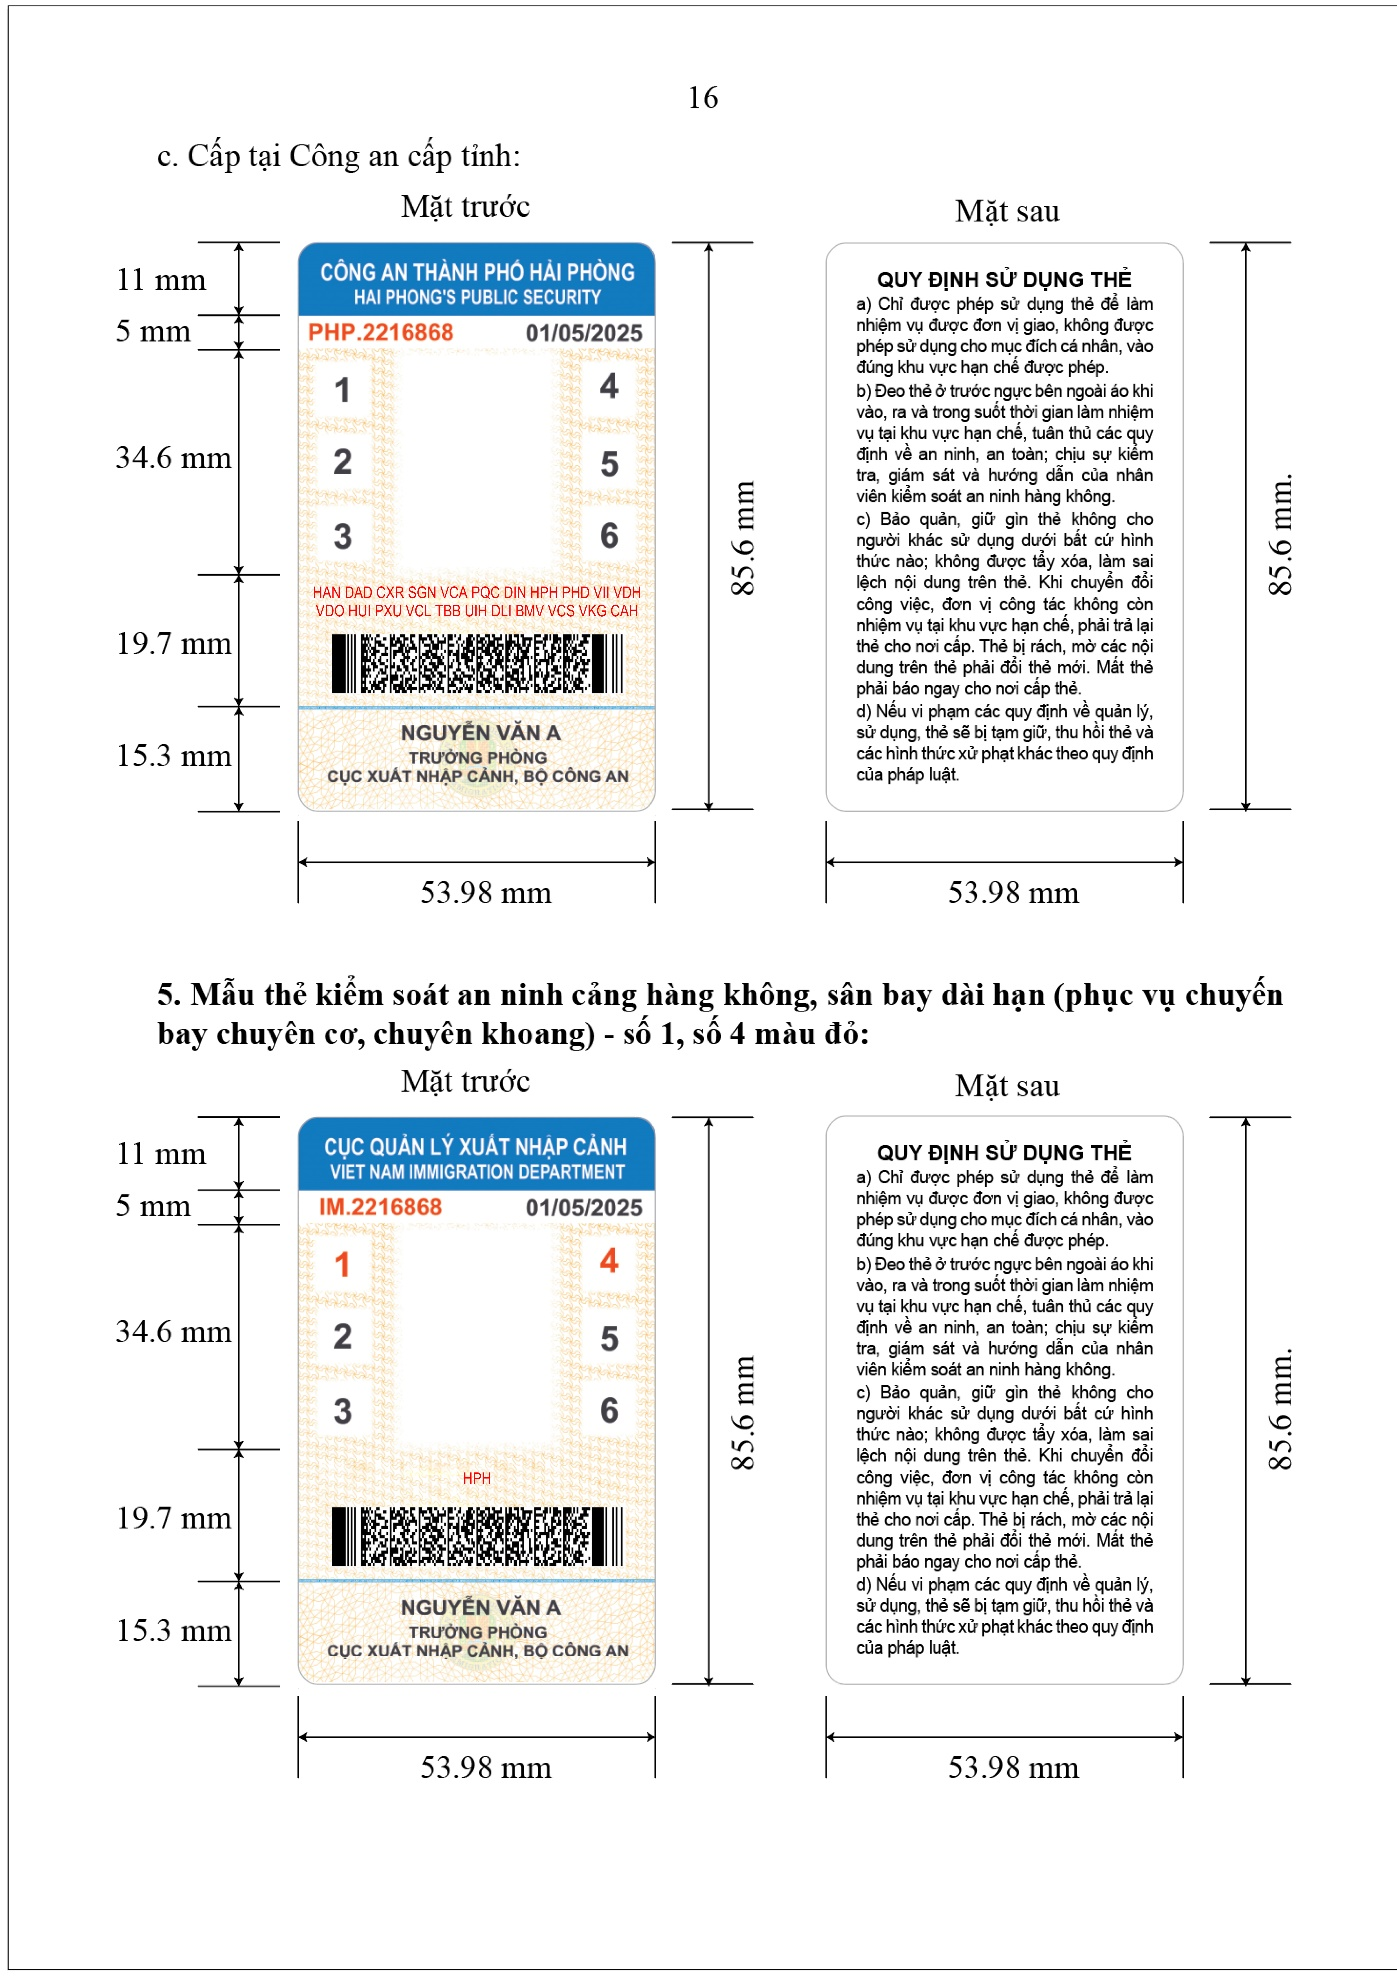 16
c. Cấp tại Công an cấp tỉnh:
Mặt trước
Mặt sau
11 mm
5 mm
34.6 mm
19.7 mm
15.3 mm
CÔNG AN THÀNH PHỐ HẢI PHÒNG
HAI PHONG'S PUBLIC SECURITY
PHP.2216868 01/05/2025
1 4
2 5
3 6
HAN DAD CXR SGN VCA PQC DIN HPH PHD VII VDH
VDO HUI PXU VCL TBB UIH DLI BMV VCS VKG CAH
NGUYỄN VĂN A
TRƯỞNG PHÒNG
CỤC XUẤT NHẬP CẢNH, BỘ CÔNG AN
85.6 mm
53.98 mm
QUY ĐỊNH SỬ DỤNG THẺ
a) Chỉ được phép sử dụng thẻ để làm
nhiệm vụ được đơn vị giao, không được
phép sử dụng cho mục đích cá nhân, vào
đúng khu vực hạn chế được phép.
b) Đeo thẻ ở trước ngực bên ngoài áo khi
vào, ra và trong suốt thời gian làm nhiệm
vụ tại khu vực hạn chế, tuân thủ các quy
định về an ninh, an toàn; chịu sự kiểm
tra, giám sát và hướng dẫn của nhân
viên kiểm soát an ninh hàng không.
c) Bảo quản, giữ gìn thẻ không cho
người khác sử dụng dưới bất cứ hình
thức nào; không được tẩy xóa, làm sai
lệch nội dung trên thẻ. Khi chuyển đổi
công việc, đơn vị công tác không còn
nhiệm vụ tại khu vực hạn chế, phải trả lại
thẻ cho nơi cấp. Thẻ bị rách, mờ các nội
dung trên thẻ phải đổi thẻ mới. Mất thẻ
phải báo ngay cho nơi cấp thẻ.
d) Nếu vi phạm các quy định về quản lý,
sử dụng, thẻ sẽ bị tạm giữ, thu hồi thẻ và
các hình thức xử phạt khác theo quy định
của pháp luật.
85.6 mm.
53.98 mm
5. Mẫu thẻ kiểm soát an ninh cảng hàng không, sân bay dài hạn (phục vụ chuyến
bay chuyên cơ, chuyên khoang) - số 1, số 4 màu đỏ:
Mặt trước
Mặt sau
11 mm
5 mm
34.6 mm
19.7 mm
15.3 mm
CỤC QUẢN LÝ XUẤT NHẬP CẢNH
VIET NAM IMMIGRATION DEPARTMENT
IM.2216868 01/05/2025
1 4
2 5
3 6
HPH
NGUYỄN VĂN A
TRƯỞNG PHÒNG
CỤC XUẤT NHẬP CẢNH, BỘ CÔNG AN
85.6 mm
53.98 mm
QUY ĐỊNH SỬ DỤNG THẺ
a) Chỉ được phép sử dụng thẻ để làm
nhiệm vụ được đơn vị giao, không được
phép sử dụng cho mục đích cá nhân, vào
đúng khu vực hạn chế được phép.
b) Đeo thẻ ở trước ngực bên ngoài áo khi
vào, ra và trong suốt thời gian làm nhiệm
vụ tại khu vực hạn chế, tuân thủ các quy
định về an ninh, an toàn; chịu sự kiểm
tra, giám sát và hướng dẫn của nhân
viên kiểm soát an ninh hàng không.
c) Bảo quản, giữ gìn thẻ không cho
người khác sử dụng dưới bất cứ hình
thức nào; không được tẩy xóa, làm sai
lệch nội dung trên thẻ. Khi chuyển đổi
công việc, đơn vị công tác không còn
nhiệm vụ tại khu vực hạn chế, phải trả lại
thẻ cho nơi cấp. Thẻ bị rách, mờ các nội
dung trên thẻ phải đổi thẻ mới. Mất thẻ
phải báo ngay cho nơi cấp thẻ.
d) Nếu vi phạm các quy định về quản lý,
sử dụng, thẻ sẽ bị tạm giữ, thu hồi thẻ và
các hình thức xử phạt khác theo quy định
của pháp luật.
85.6 mm.
53.98 mm